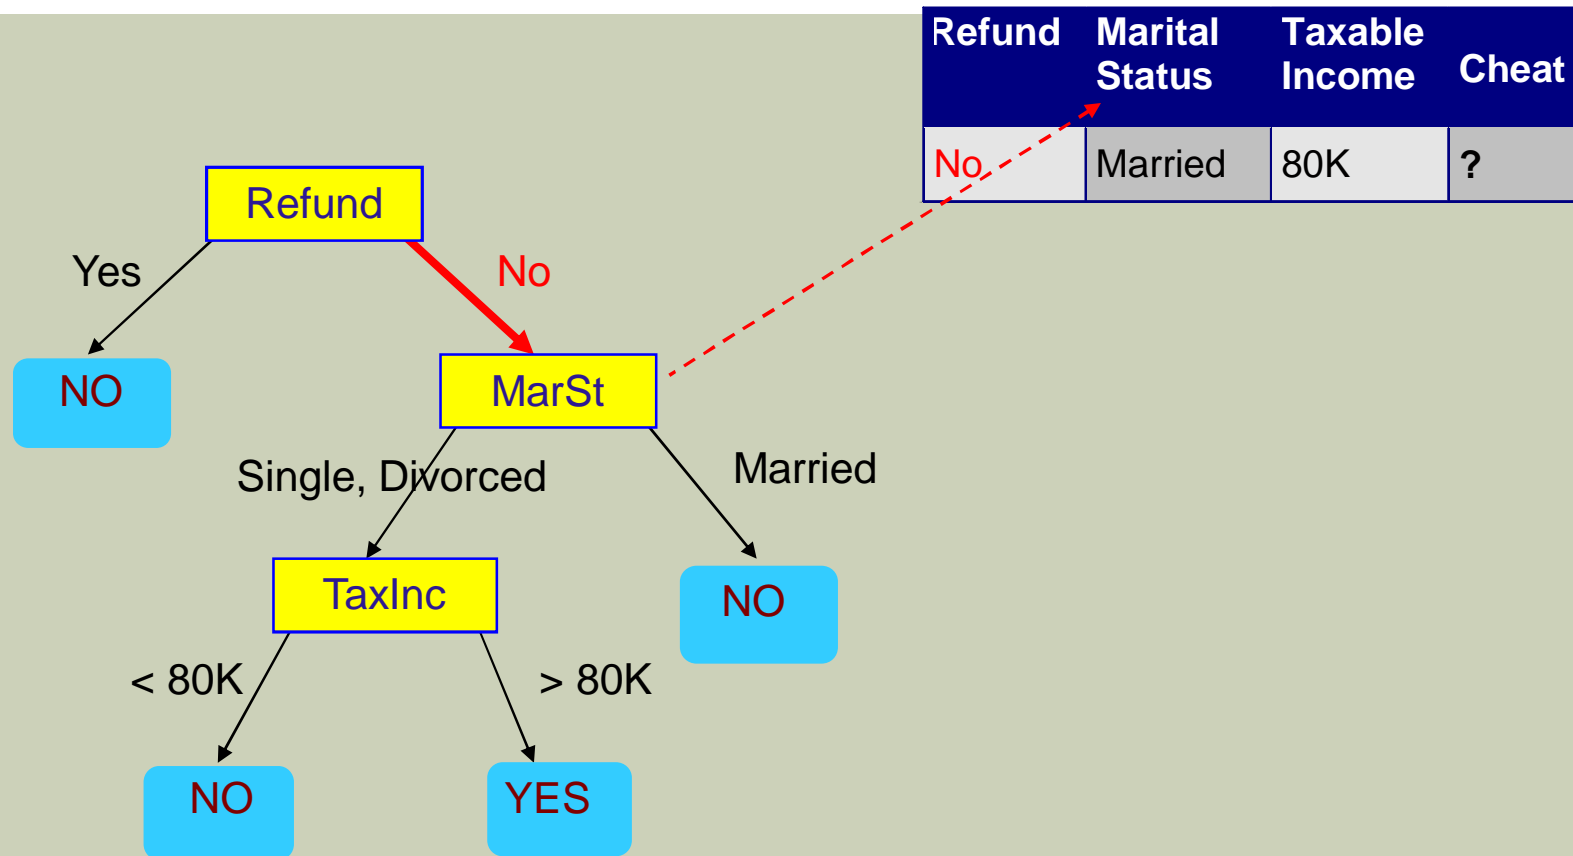 Refund Marital Taxable
Status Income Cheat
No Married 80K ?
Refund
Yes No
NO MarSt
Single, Divorced Married
TaxInc NO
< 80K > 80K
NO YES